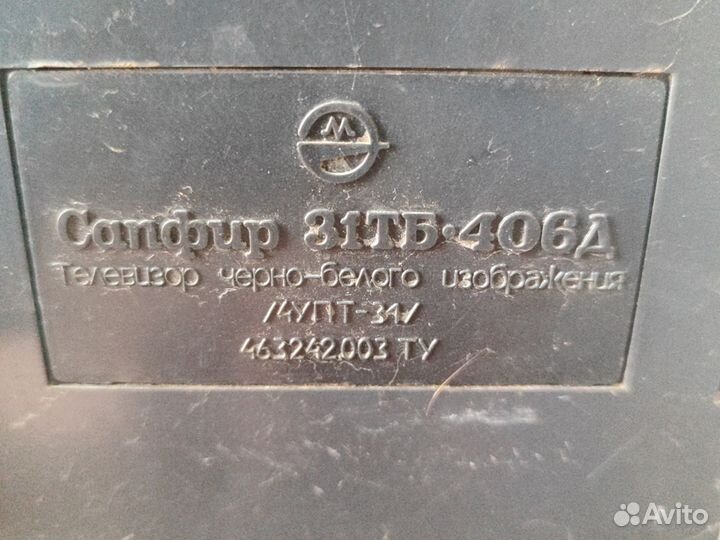 М
Сапфир 31ТБ·406Д
Телевизор черно-белого изображения
/4УПТ-31/
463242.003 ТУ
Avito